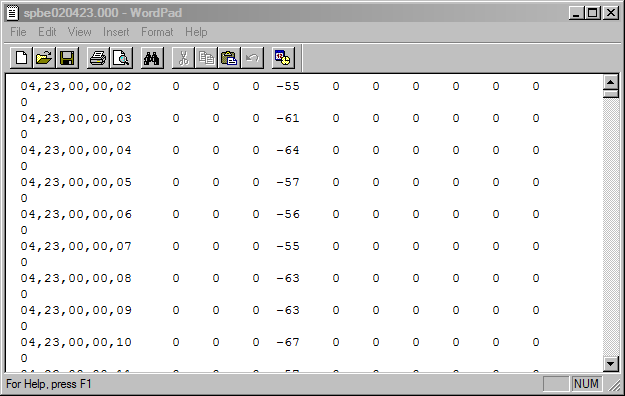 spbe020423.000 - WordPad
File Edit View Insert Format Help
04,23,00,00,02 0 0 0 -55 0 0 0 0 0 0
0
04,23,00,00,03 0 0 0 -61 0 0 0 0 0 0
0
04,23,00,00,04 0 0 0 -64 0 0 0 0 0 0
0
04,23,00,00,05 0 0 0 -57 0 0 0 0 0 0
0
04,23,00,00,06 0 0 0 -56 0 0 0 0 0 0
0
04,23,00,00,07 0 0 0 -55 0 0 0 0 0 0
0
04,23,00,00,08 0 0 0 -63 0 0 0 0 0 0
0
04,23,00,00,09 0 0 0 -63 0 0 0 0 0 0
0
04,23,00,00,10 0 0 0 -67 0 0 0 0 0 0
0
For Help, press F1 NUM